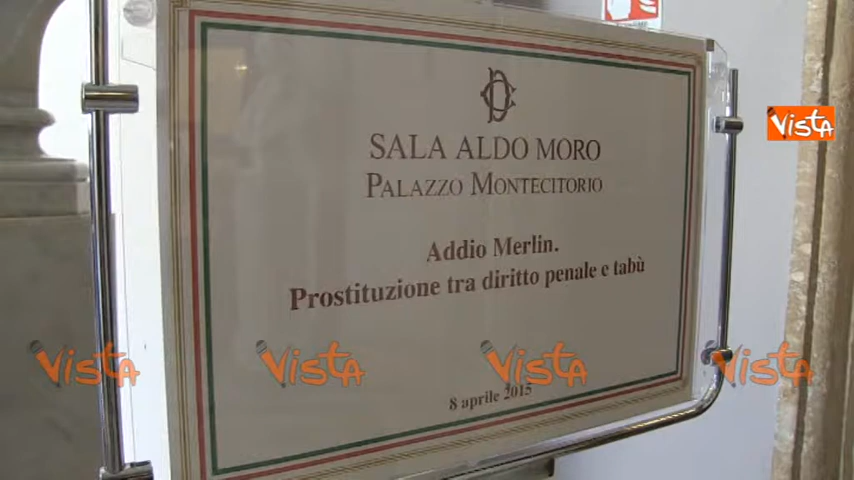 SALA ALDO MORO
PALAZZO MONTECITORIO
Addio Merlin.
Prostituzione tra diritto penale e tabù
8 aprile 2015
VISTA
VISTA VISTA VISTA VISTA